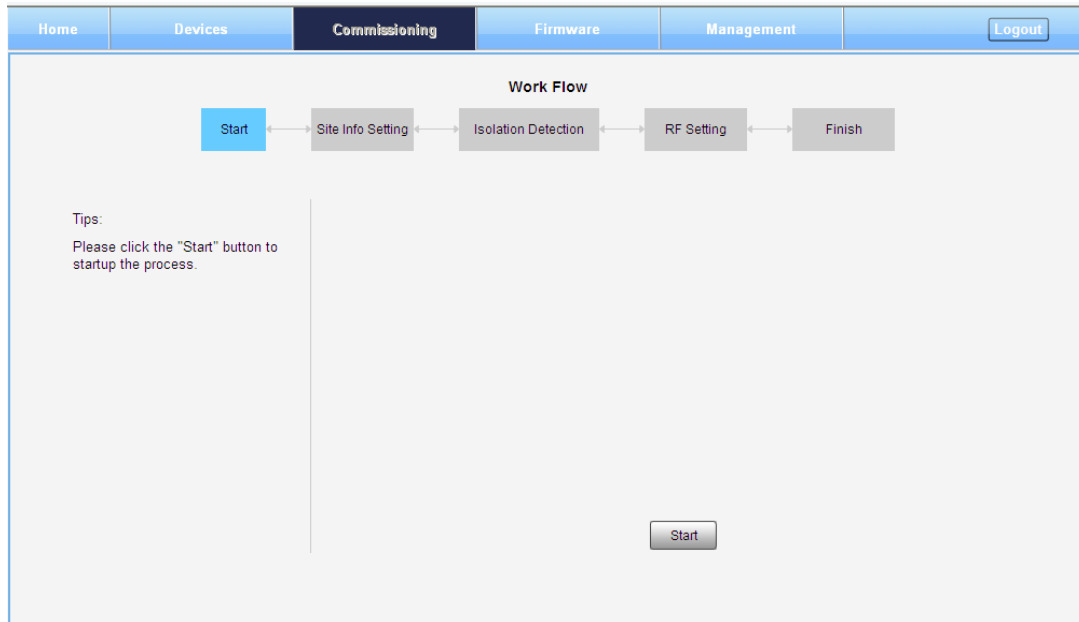 Home Devices Commissioning Firmware Management Logout
Work Flow
Start Site Info Setting Isolation Detection RF Setting Finish
Tips:
Please click the "Start" button to
startup the process.
Start